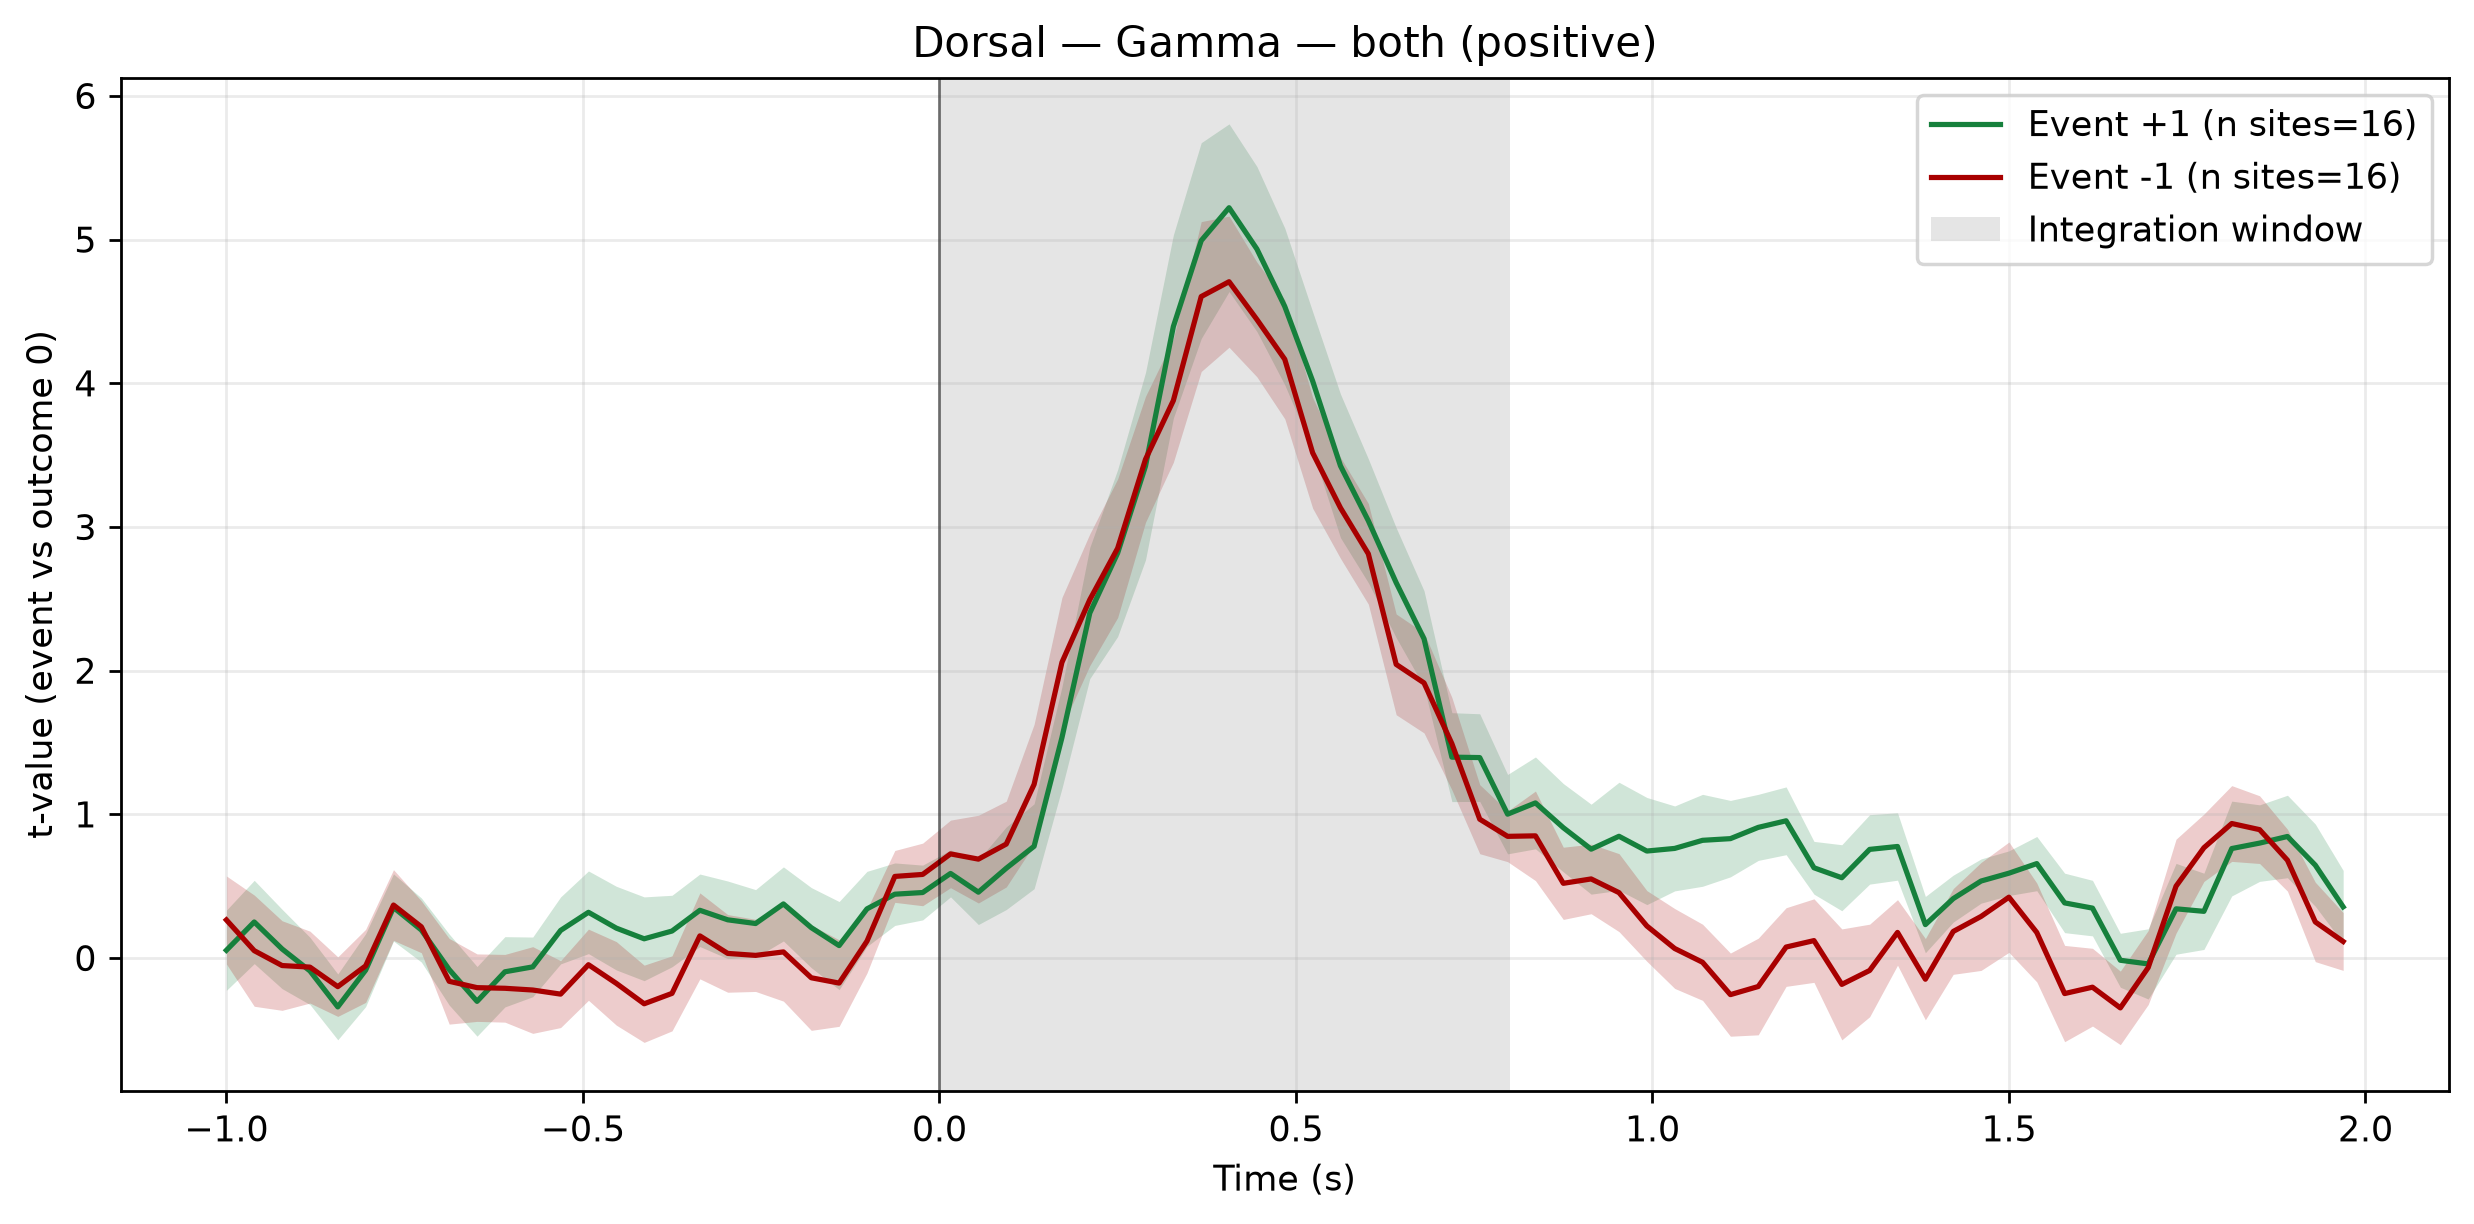 Dorsal — Gamma — both (positive)
6
5
4
3
2
1
0
t-value (event vs outcome 0)
Event +1 (n sites=16)
Event -1 (n sites=16)
Integration window
−1.0
−0.5
0.0
0.5
1.0
1.5
2.0
Time (s)